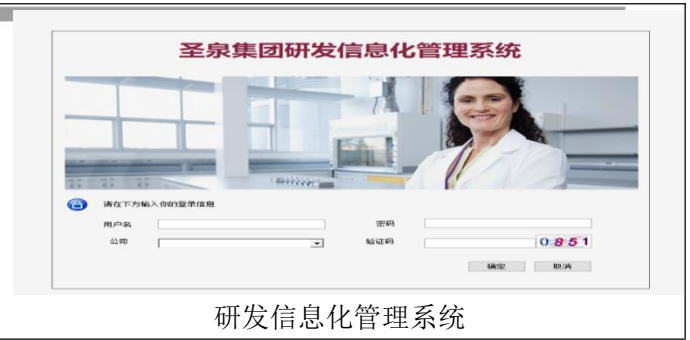 圣泉集团研发信息化管理系统
请在下方输入你的登录信息
用户名 密码
公司 验证码 0851
确定 取消
研发信息化管理系统